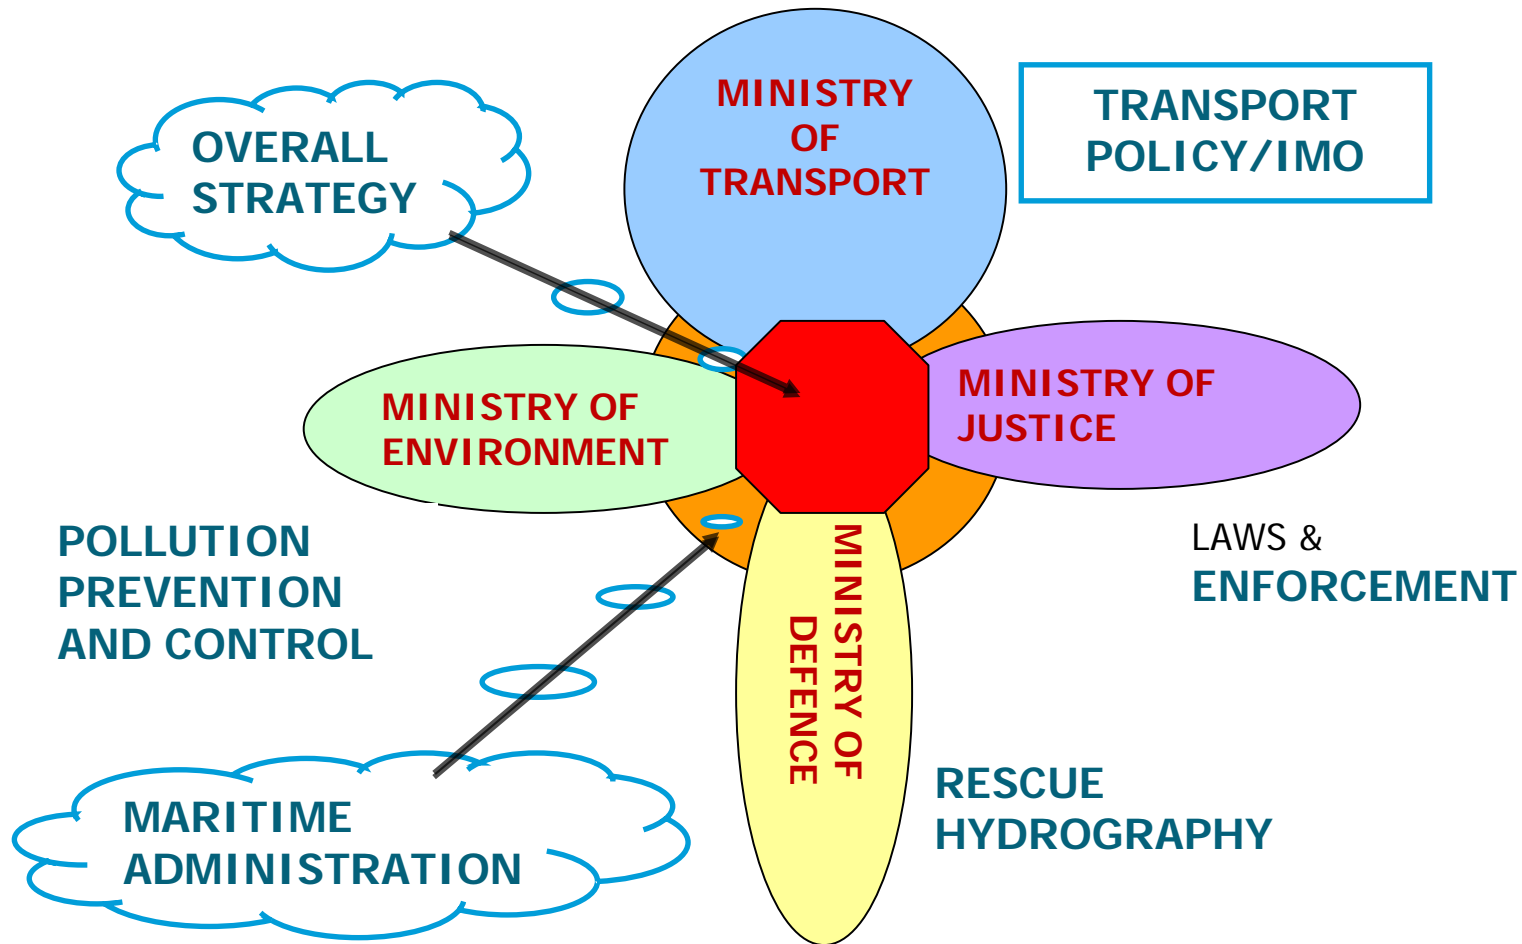 MINISTRY
OF
TRANSPORT
TRANSPORT
POLICY/IMO
OVERALL
STRATEGY
MINISTRY OF
ENVIRONMENT
MINISTRY OF
JUSTICE
POLLUTION
PREVENTION
AND CONTROL
LAWS &
ENFORCEMENT
MINISTRY OF
DEFENCE
MARITIME
ADMINISTRATION
RESCUE
HYDROGRAPHY